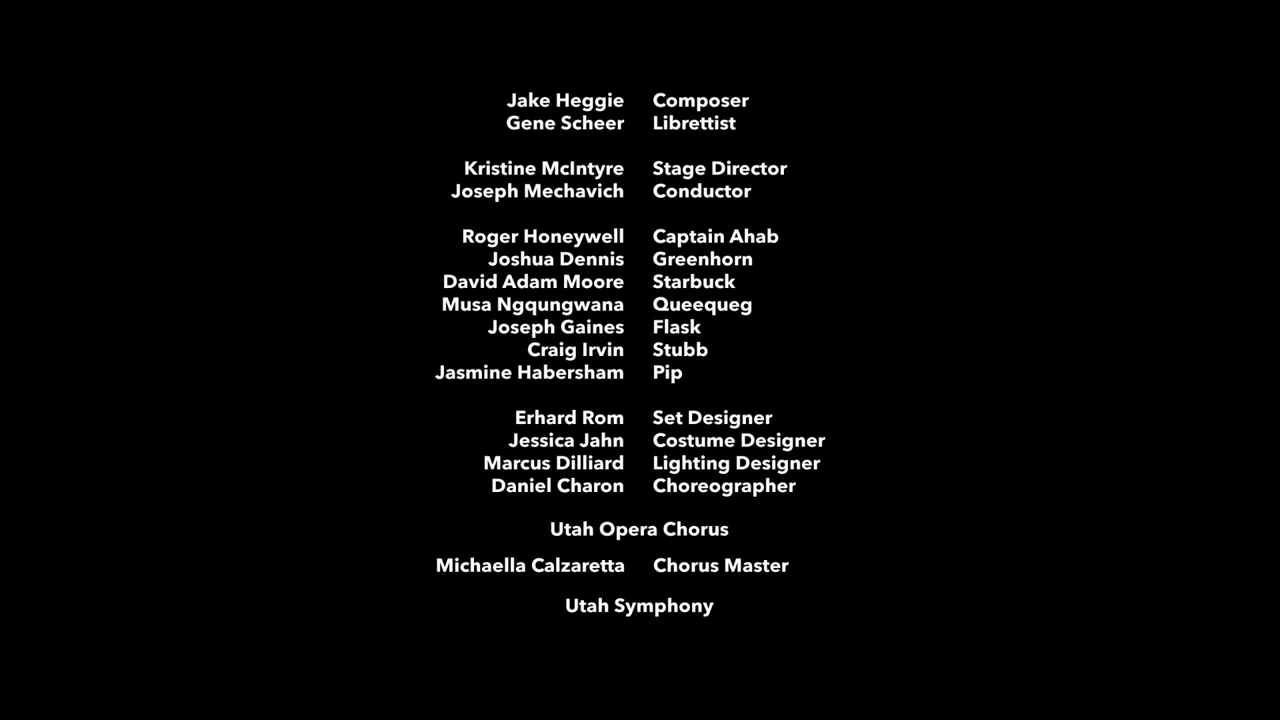 Jake Heggie Composer
Gene Scheer Librettist
Kristine McIntyre Stage Director
Joseph Mechavich Conductor
Roger Honeywell Captain Ahab
Joshua Dennis Greenhorn
David Adam Moore Starbuck
Musa Ngqungwana Queequeg
Joseph Gaines Flask
Craig Irvin Stubb
Jasmine Habersham Pip
Erhard Rom Set Designer
Jessica Jahn Costume Designer
Marcus Dilliard Lighting Designer
Daniel Charon Choreographer
Utah Opera Chorus
Michaella Calzaretta Chorus Master
Utah Symphony